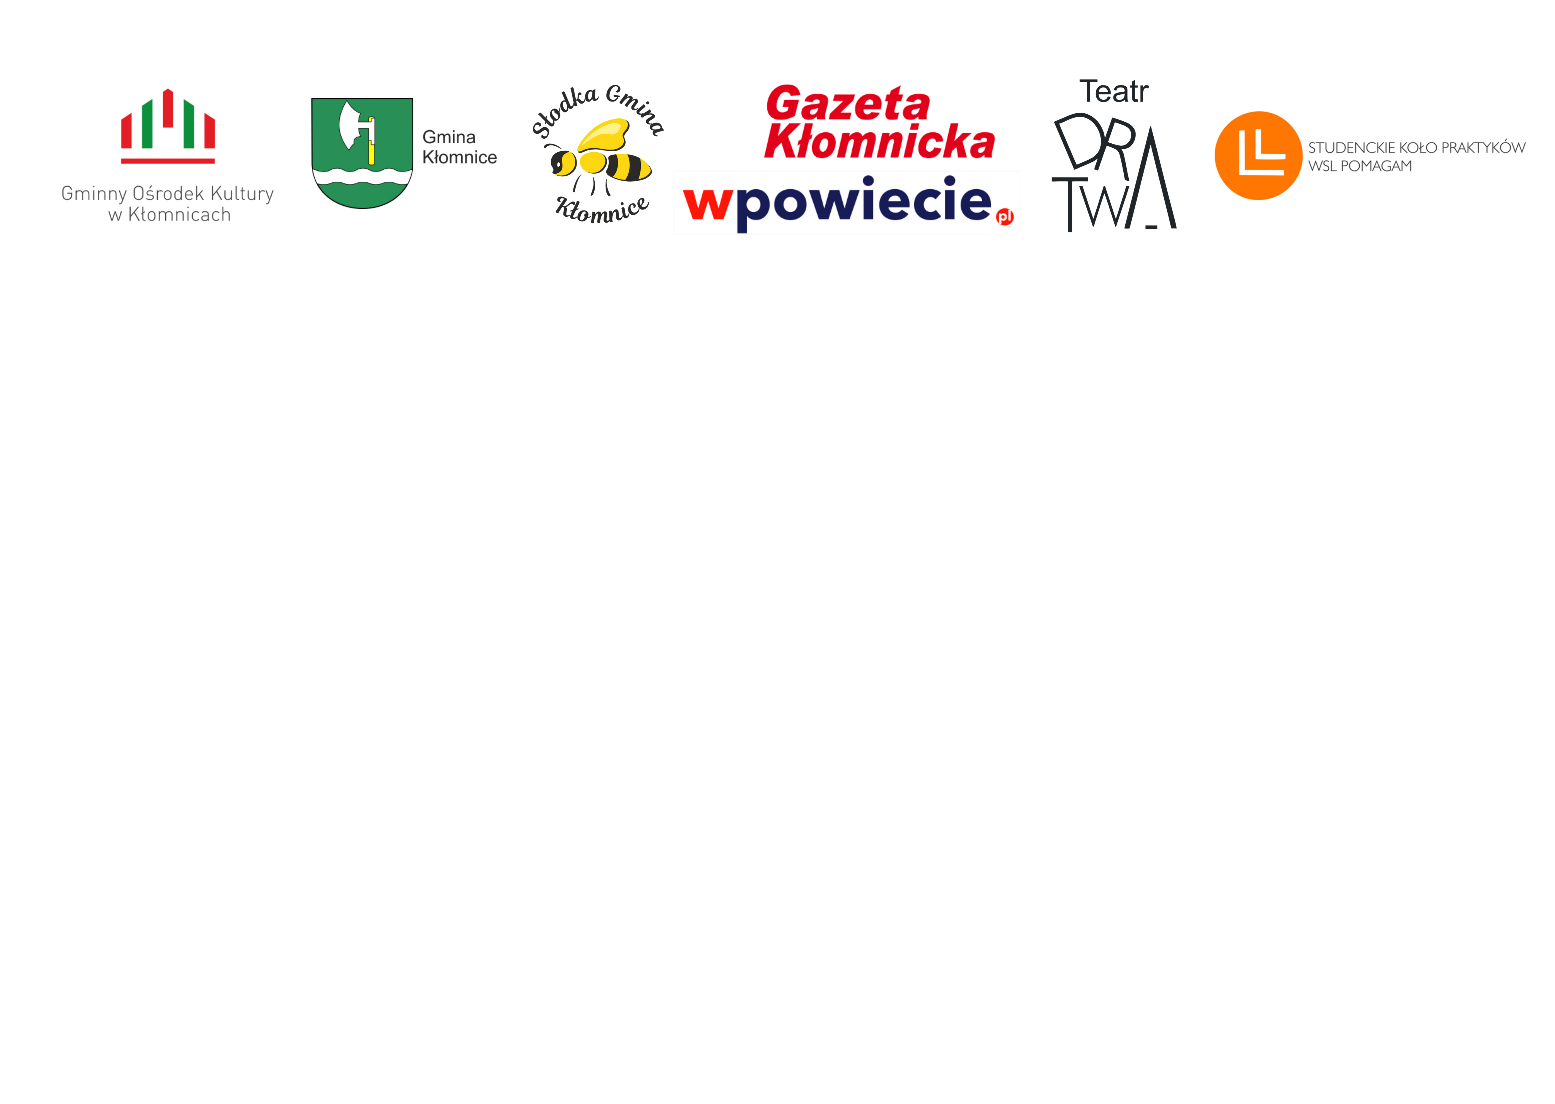 Gminny Ośrodek Kultury
w Kłomnicach
Gmina
Kłomnice
Słodka Gmina
Kłomnice
Gazeta
Kłomnicka
wpowiecie.pl
Teatr
DRA
TWA
STUDENCKIE KOŁO PRAKTYKÓW
WSL POMAGAM